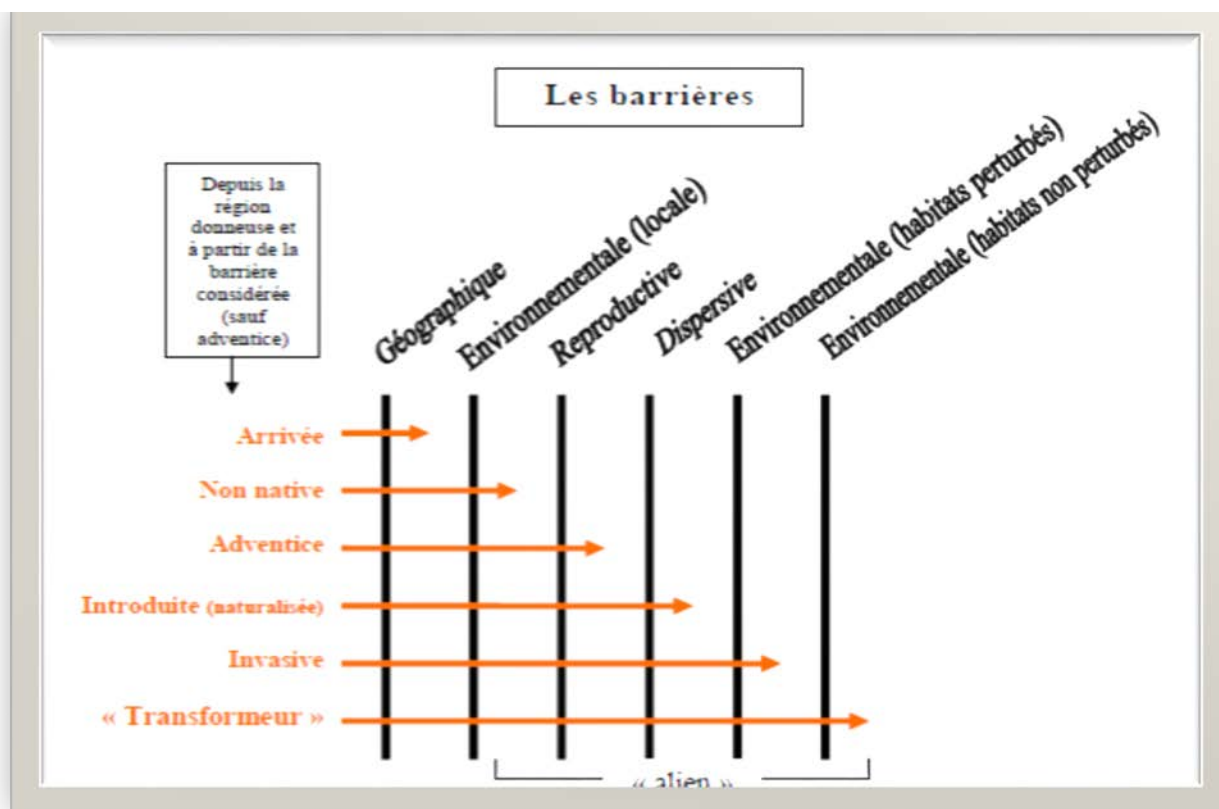 Les barrières
Depuis la
région
donneuse et
à partir de la
barrière
considérée
(sauf
adventice)
Géographique
Environnementale (locale)
Reproductive
Dispersive
Environnementale (habitats perturbés)
Environnementale (habitats non perturbés)
Arrivée
Non native
Adventice
Introduite (naturalisée)
Invasive
« Transformeur »
« alien »